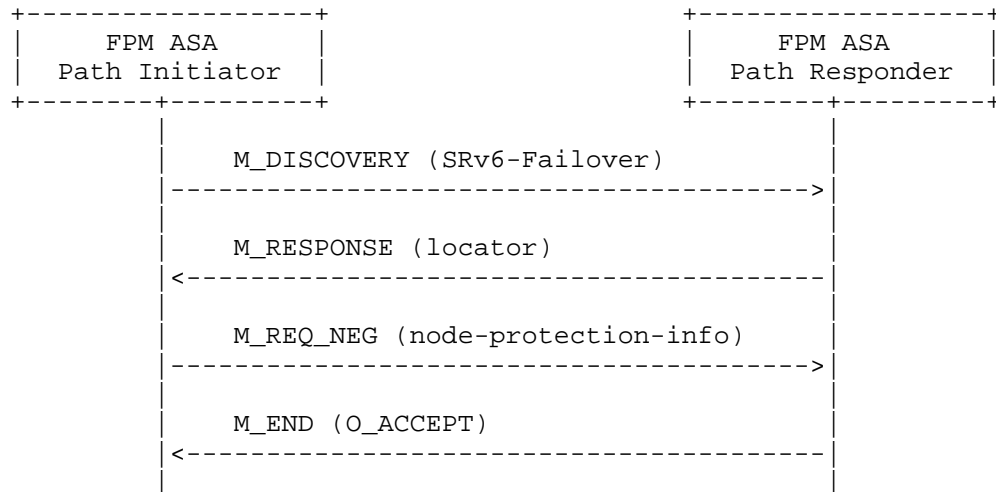 FPM ASA FPM ASA
Path Initiator Path Responder
M_DISCOVERY (SRv6-Failover)
M_RESPONSE (locator)
M_REQ_NEG (node-protection-info)
M_END (O_ACCEPT)